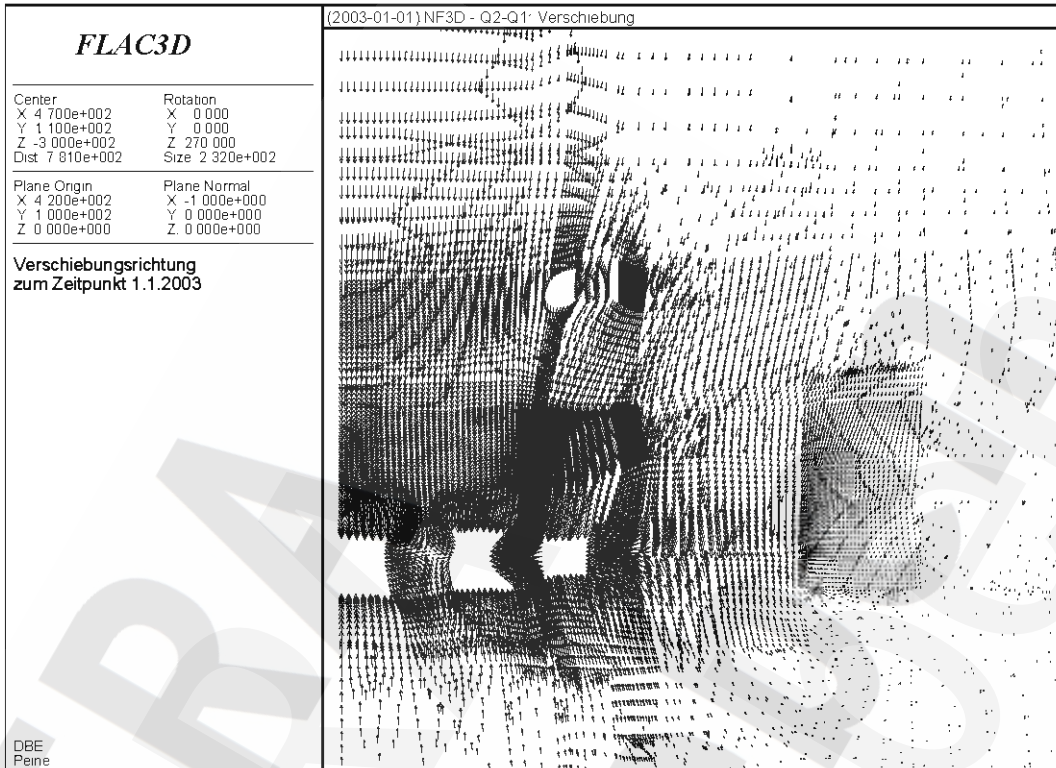 (2003-01-01) NF3D - Q2-Q1: Verschiebung
FLAC3D
Center
X 4 700e+002
Y 1 100e+002
Z -3 000e+002
Dist 7 810e+002
Rotation
X 0 000
Y 0 000
Z 270 000
Size 2 320e+002
Plane Origin
X 4 200e+002
Y 1 000e+002
Z 0 000e+000
Plane Normal
X -1 000e+000
Y 0 000e+000
Z. 0 000e+000
Verschiebungsrichtung
zum Zeitpunkt 1.1.2003
DBE
Peine